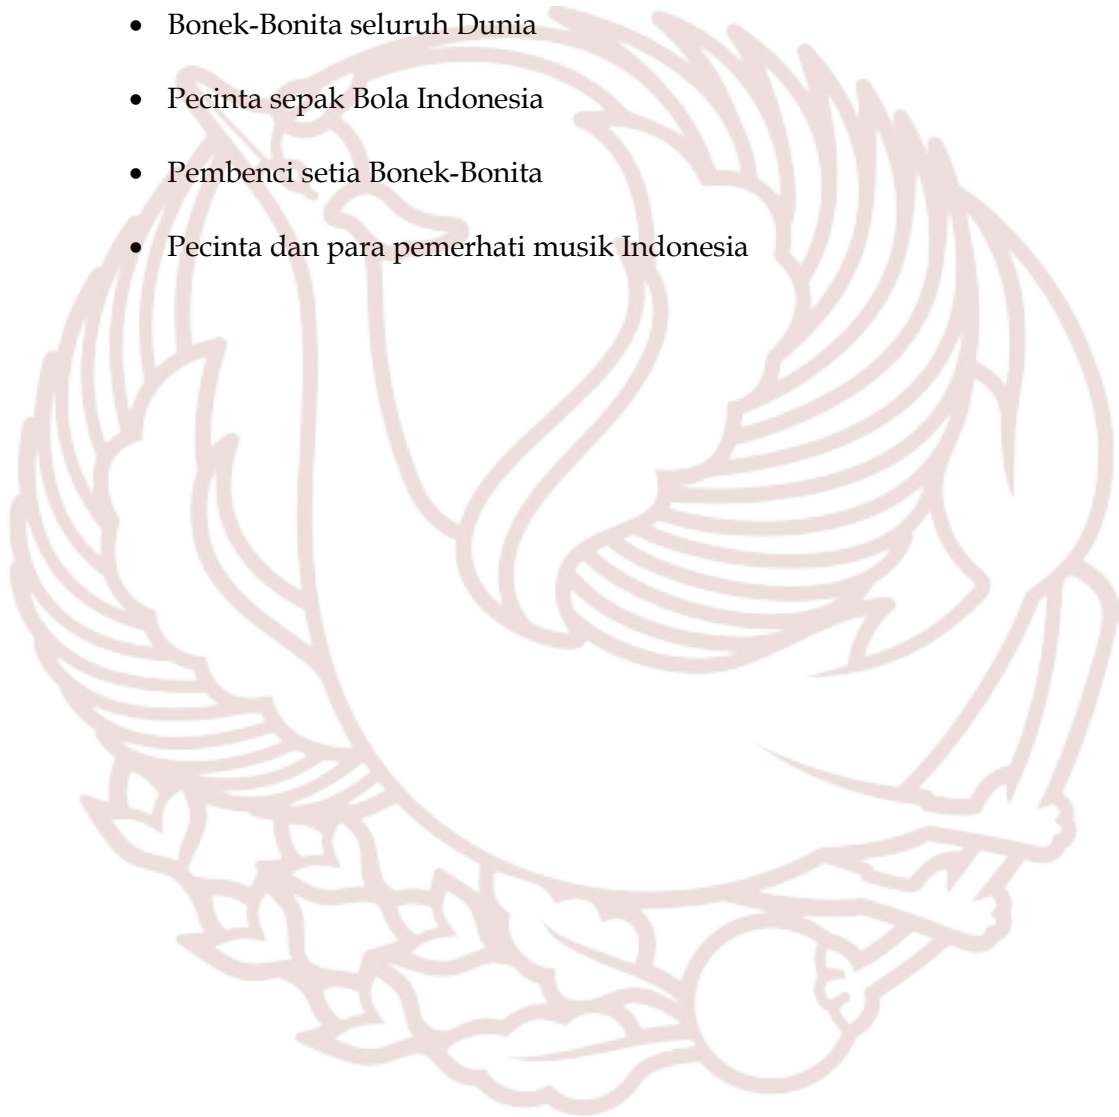 • Bonek-Bonita seluruh Dunia
• Pecinta sepak Bola Indonesia
• Pembenci setia Bonek-Bonita
• Pecinta dan para pemerhati musik Indonesia